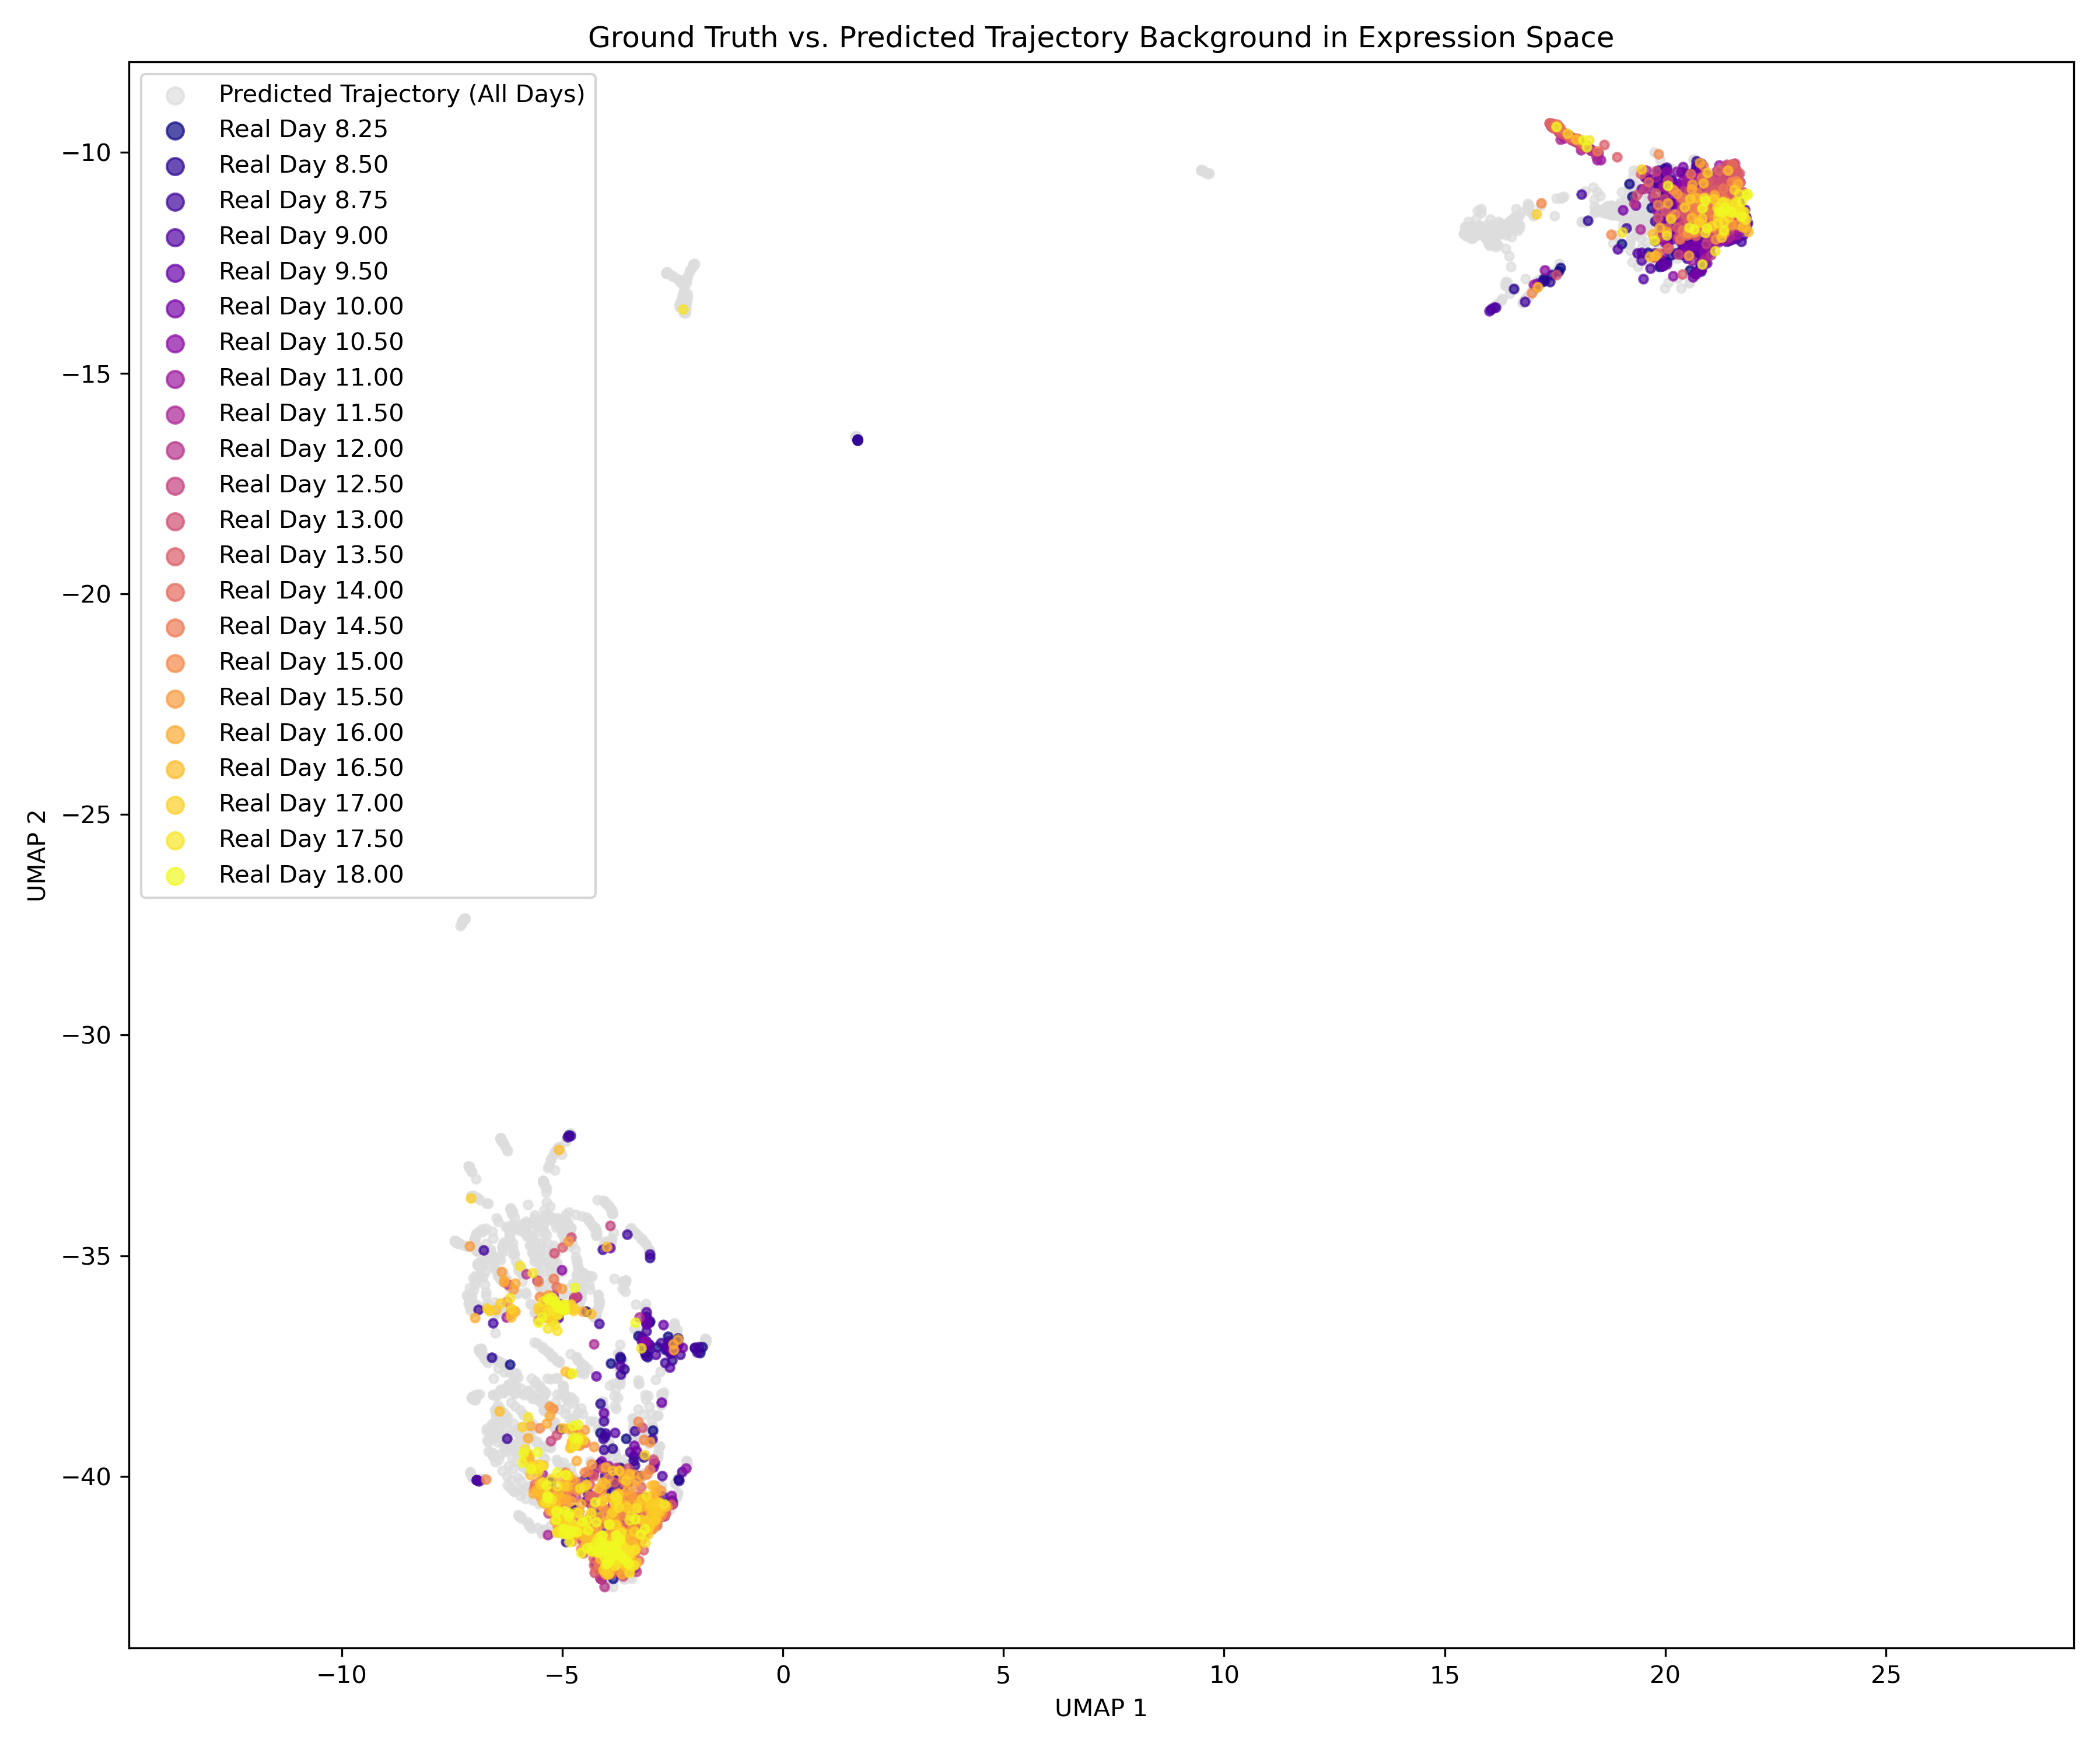 Ground Truth vs. Predicted Trajectory Background in Expression Space
Predicted Trajectory (All Days)
Real Day 8.25
Real Day 8.50
Real Day 8.75
Real Day 9.00
Real Day 9.50
Real Day 10.00
Real Day 10.50
Real Day 11.00
Real Day 11.50
Real Day 12.00
Real Day 12.50
Real Day 13.00
Real Day 13.50
Real Day 14.00
Real Day 14.50
Real Day 15.00
Real Day 15.50
Real Day 16.00
Real Day 16.50
Real Day 17.00
Real Day 17.50
Real Day 18.00
UMAP 2
−10
−15
−20
−25
−30
−35
−40
−10
−5
0
5
10
15
20
25
UMAP 1